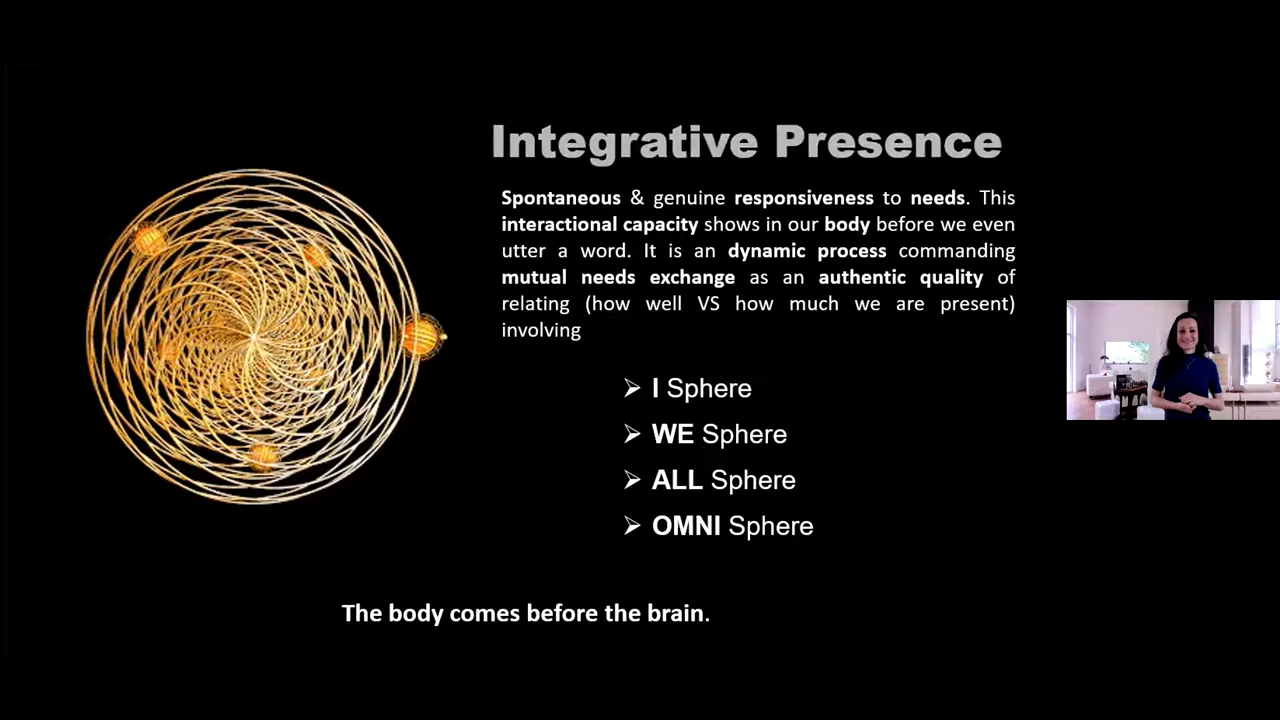 Integrative Presence
Spontaneous & genuine responsiveness to needs. This
interactional capacity shows in our body before we even
utter a word. It is an dynamic process commanding
mutual needs exchange as an authentic quality of
relating (how well VS how much we are present)
involving
➢ I Sphere
➢ WE Sphere
➢ ALL Sphere
➢ OMNI Sphere
The body comes before the brain.